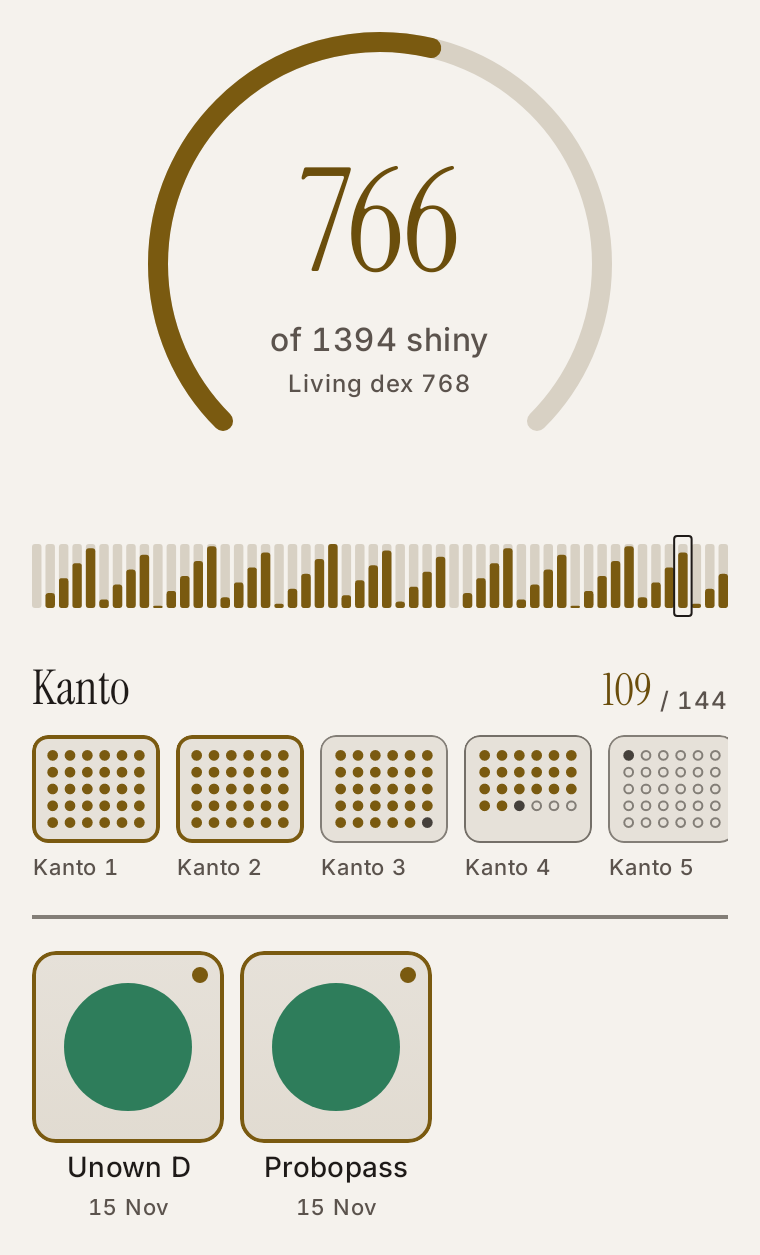 766
of 1394 shiny
Living dex 768
Kanto
109 / 144
Kanto 1
Kanto 2
Kanto 3
Kanto 4
Kanto 5
Unown D
Probopass
15 Nov
15 Nov